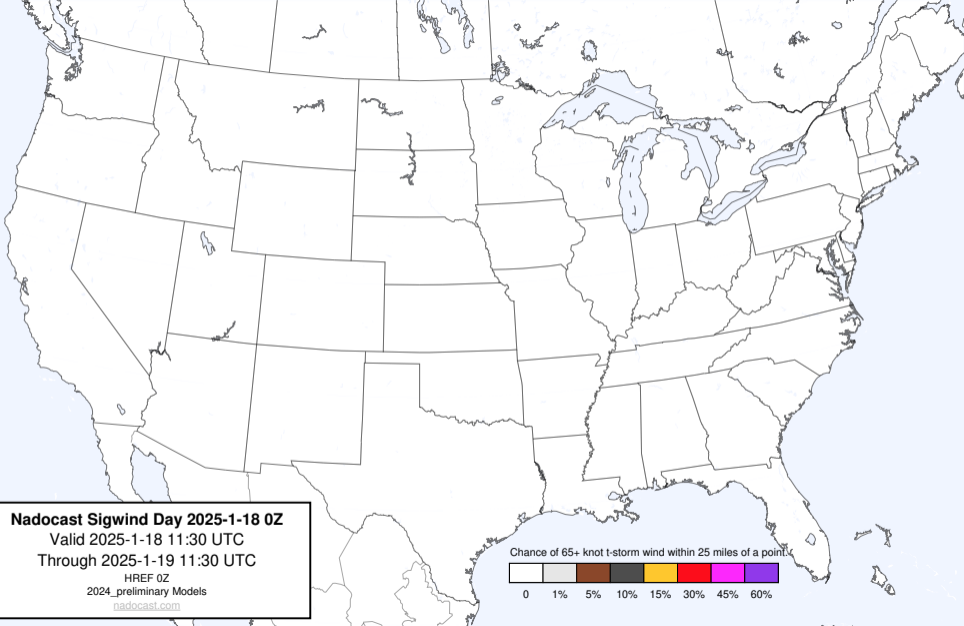 Nadocast Sigwind Day 2025-1-18 0Z
Valid 2025-1-18 11:30 UTC
Through 2025-1-19 11:30 UTC
HREF 0Z
2024_preliminary Models
nadocast.com
Chance of 65+ knot t-storm wind within 25 miles of a point.
0 1% 5% 10% 15% 30% 45% 60%